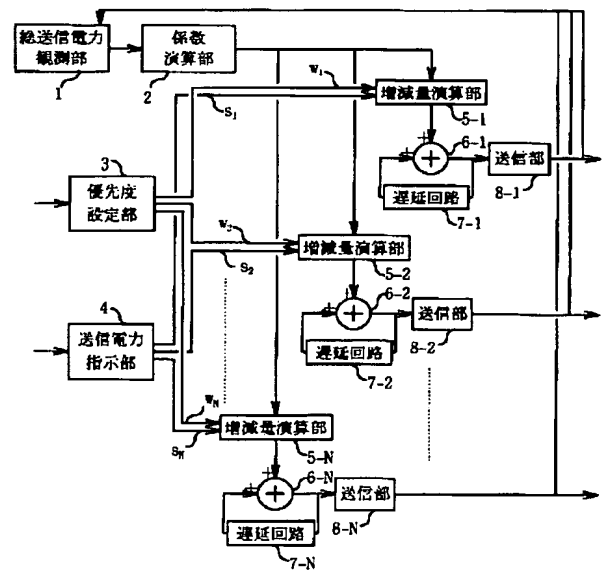 総送信電力
観測部
1
係数
演算部
2
W₁
S₁
増減量演算部
5-1
+
+
+
6-1
遅延回路
7-1
送信部
8-1
3
優先度
設定部
W₂
S₂
増減量演算部
5-2
+
+
+
6-2
遅延回路
7-2
送信部
8-2
4
送信電力
指示部
W_N
S_N
増減量演算部
5-N
+
+
+
6-N
遅延回路
7-N
送信部
8-N